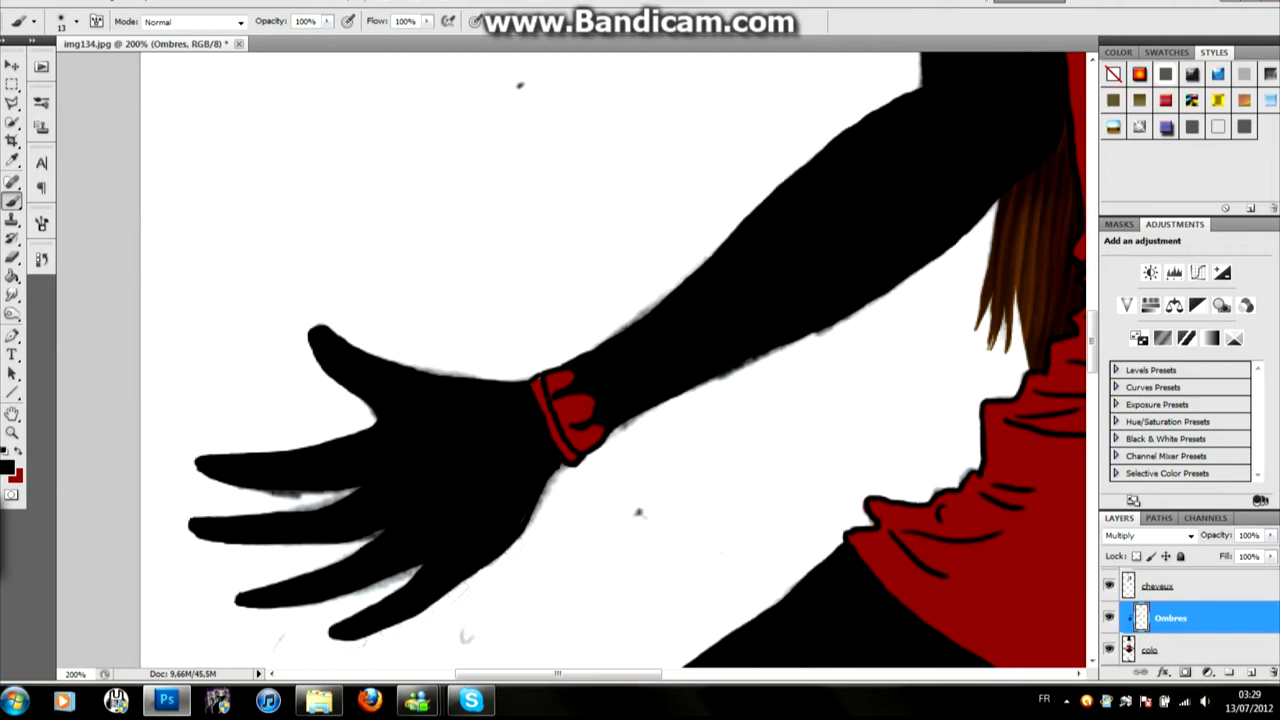 www.Bandicam.com
13 Mode: Normal Opacity: 100% Flow: 100%
img134.jpg @ 200% (Ombres, RGB/8) *
COLOR SWATCHES STYLES
MASKS ADJUSTMENTS
Add an adjustment
Levels Presets
Curves Presets
Exposure Presets
Hue/Saturation Presets
Black & White Presets
Channel Mixer Presets
Selective Color Presets
LAYERS PATHS CHANNELS
Multiply Opacity: 100%
Lock: Fill: 100%
cheveux
Ombres
colo
200% Doc: 9,66M/45,5M
Ps FR 03:29
13/07/2012